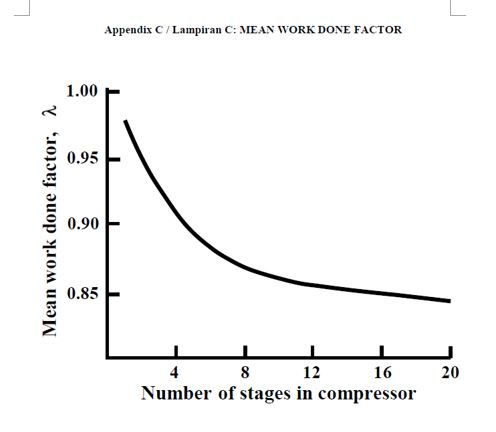 Appendix C / Lampiran C: MEAN WORK DONE FACTOR
Mean work done factor, λ
1.00
0.95
0.90
0.85
4 8 12 16 20
Number of stages in compressor